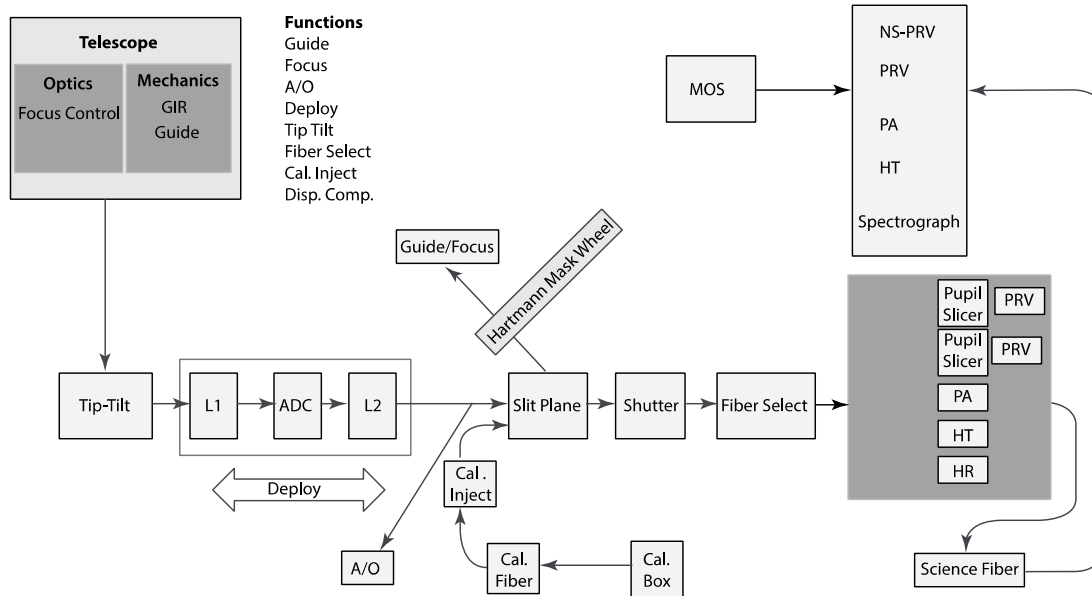 Telescope
Optics
Focus Control
Mechanics
GIR
Guide
Functions
Guide
Focus
A/O
Deploy
Tip Tilt
Fiber Select
Cal. Inject
Disp. Comp.
MOS
NS-PRV
PRV
PA
HT
Spectrograph
Guide/Focus
Hartmann Mask Wheel
Tip-Tilt
L1
ADC
L2
Slit Plane
Shutter
Fiber Select
Pupil
Slicer
PRV
Pupil
Slicer
PRV
PA
HT
HR
Deploy
Cal .
Inject
A/O
Cal.
Fiber
Cal.
Box
Science Fiber